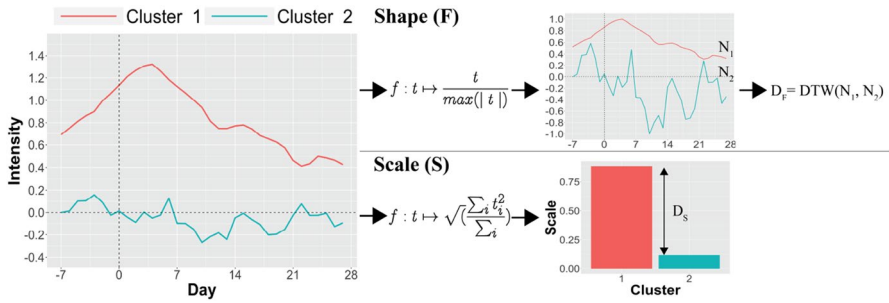 Cluster 1 Cluster 2
Shape (F)
Intensity
1.4
1.2
1.0
0.8
0.6
0.4
0.2
0.0
-0.2
-0.4
-7 0 7 14 21 28
Day
f : t ↦ t / max(| t |)
1.0
0.8
0.6
0.4
0.2
0.0
-0.2
-0.4
-0.6
-0.8
-1.0
-7 0 7 14 21 28
N₁
N₂
D_F= DTW(N₁, N₂)
Scale (S)
f : t ↦ √(∑ᵢ tᵢ² / ∑ᵢ)
Scale
0.75
0.50
0.25
0.00
D_S
1 2
Cluster